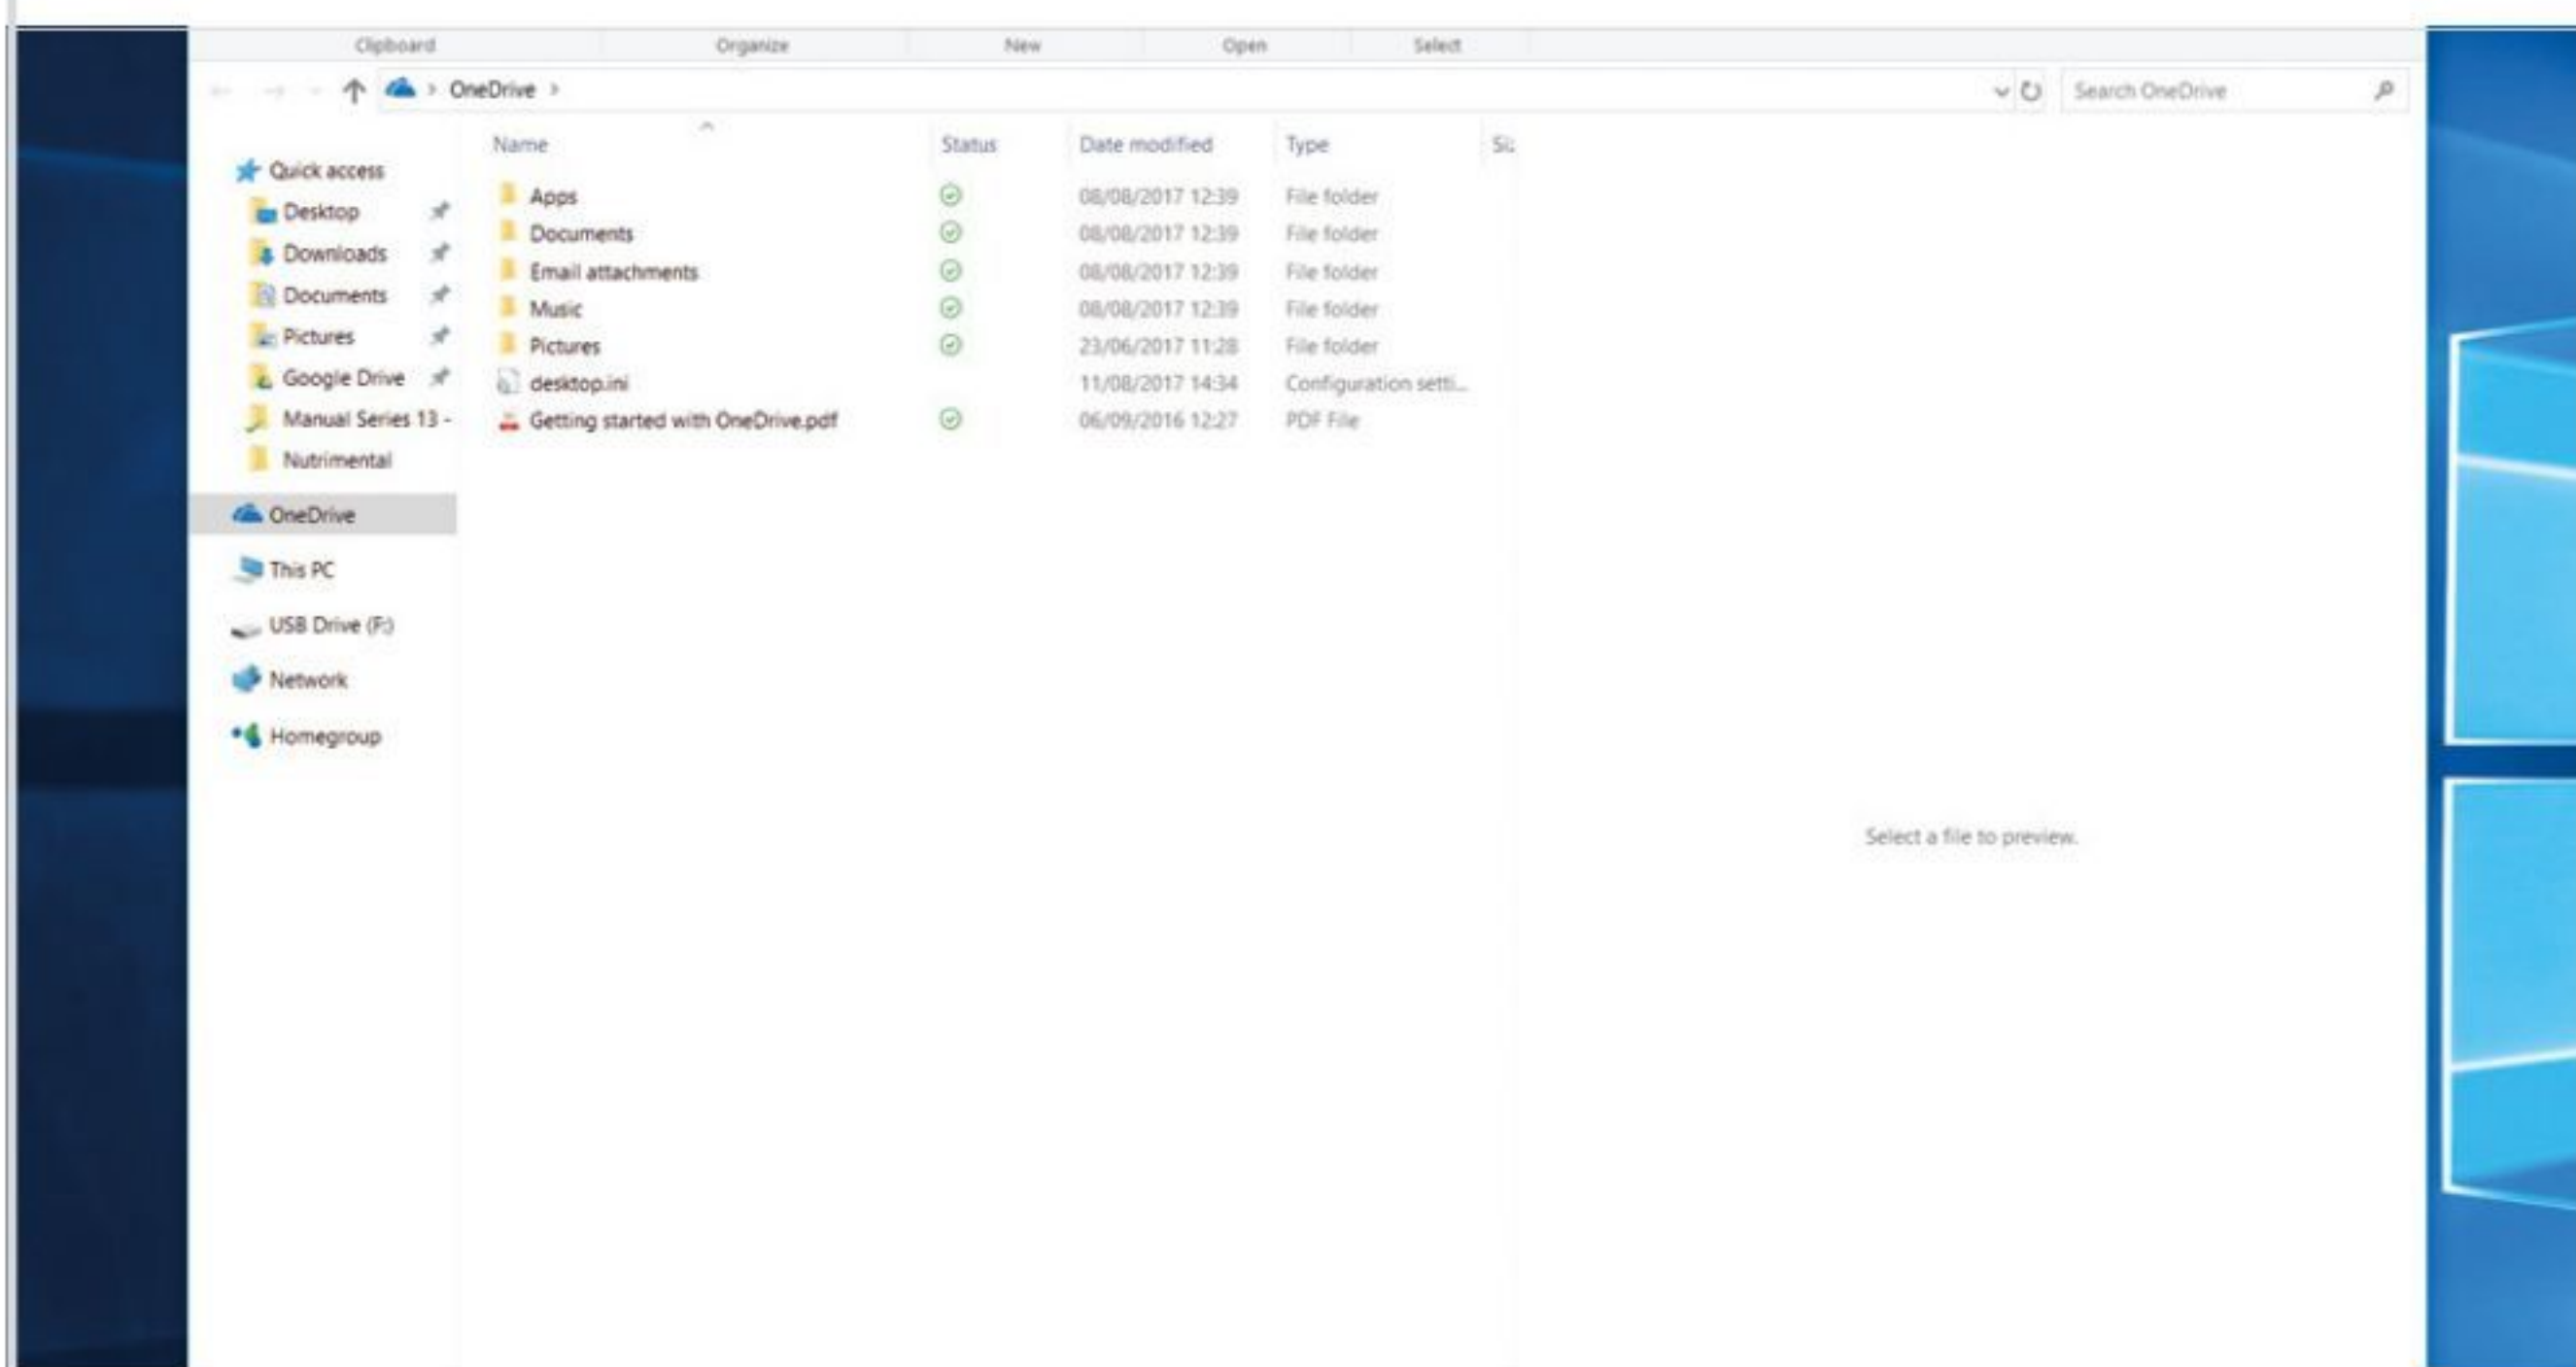 Clipboard Organize New Open Select
OneDrive Search OneDrive
Name Status Date modified Type
Quick access
Desktop
Downloads
Documents
Pictures
Google Drive
Manual Series 13 -
Nutrimental
OneDrive
This PC
USB Drive (F:)
Network
Homegroup
Apps 08/08/2017 12:39 File folder
Documents 08/08/2017 12:39 File folder
Email attachments 08/08/2017 12:39 File folder
Music 08/08/2017 12:39 File folder
Pictures 23/06/2017 11:28 File folder
desktop.ini 11/08/2017 14:34 Configuration setti...
Getting started with OneDrive.pdf 06/09/2016 12:27 PDF File
Select a file to preview.